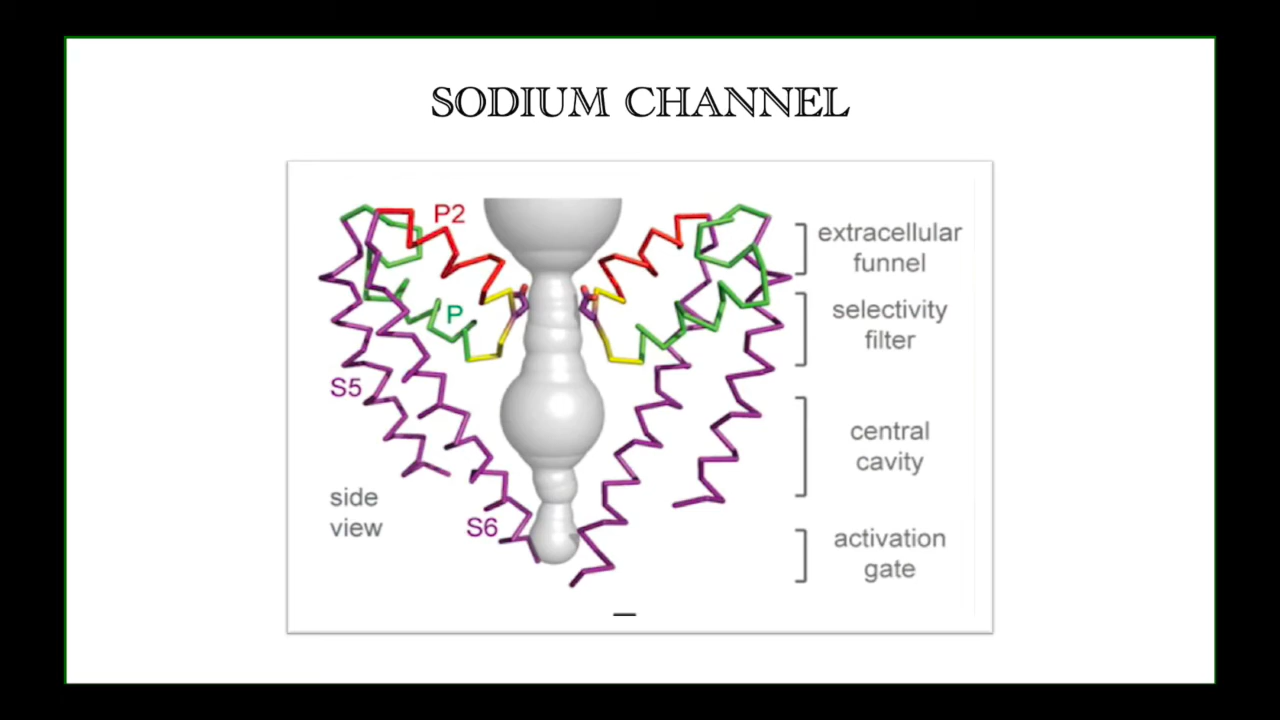 SODIUM CHANNEL
P2
extracellular
funnel
P
selectivity
filter
S5
central
cavity
side
view
S6
activation
gate